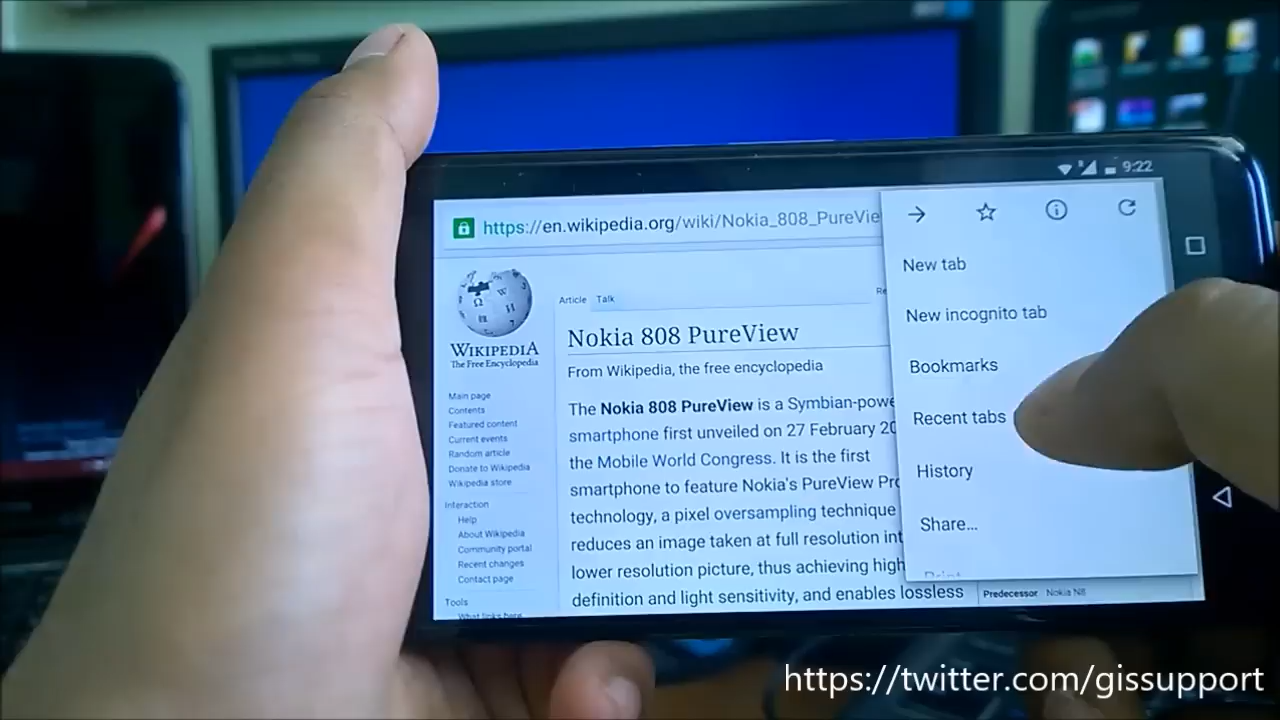 9:22
https://en.wikipedia.org/wiki/Nokia_808_PureVie
WIKIPEDIA
The Free Encyclopedia
Main page
Contents
Featured content
Current events
Random article
Donate to Wikipedia
Wikipedia store
Interaction
Help
About Wikipedia
Community portal
Recent changes
Contact page
Tools
What links here
Article Talk
Re
Nokia 808 PureView
From Wikipedia, the free encyclopedia
The Nokia 808 PureView is a Symbian-powe
smartphone first unveiled on 27 February 20
the Mobile World Congress. It is the first
smartphone to feature Nokia's PureView Pro
technology, a pixel oversampling technique
reduces an image taken at full resolution int
lower resolution picture, thus achieving high
definition and light sensitivity, and enables lossless
Predecessor Nokia N8
New tab
New incognito tab
Bookmarks
Recent tabs
History
Share...
https://twitter.com/gissupport